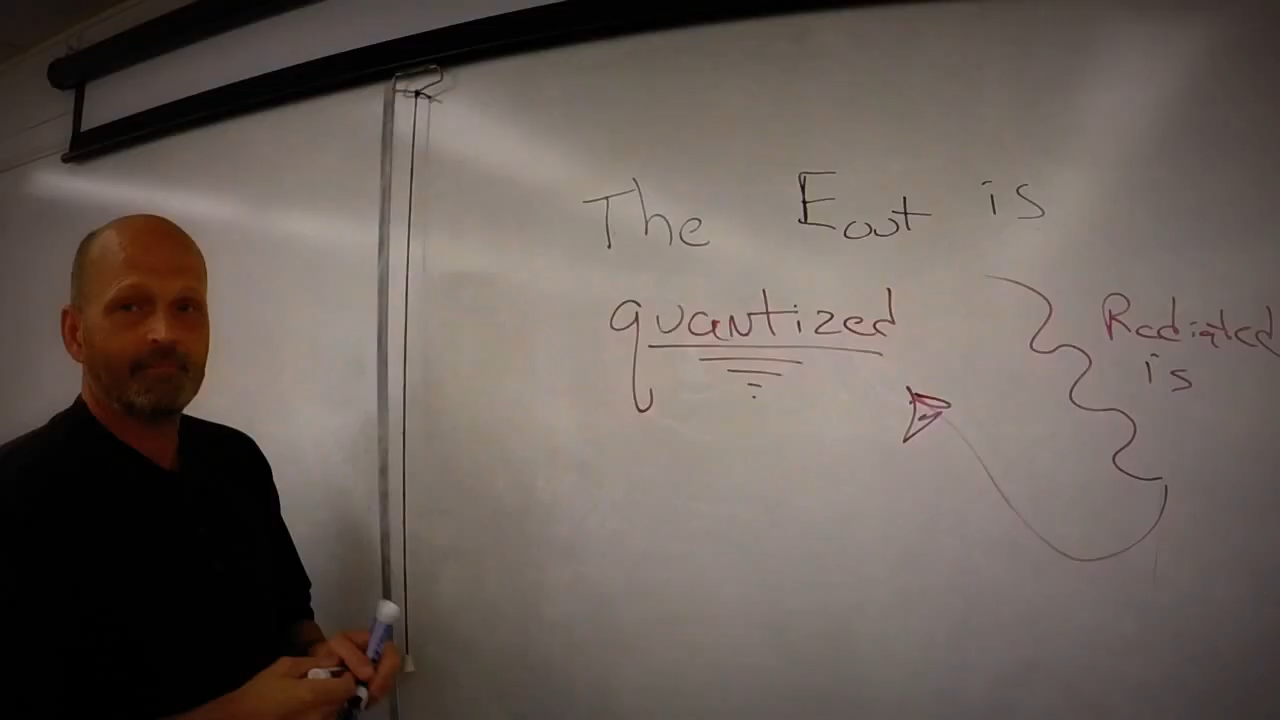 The Eout is
quantized
Radiated
is